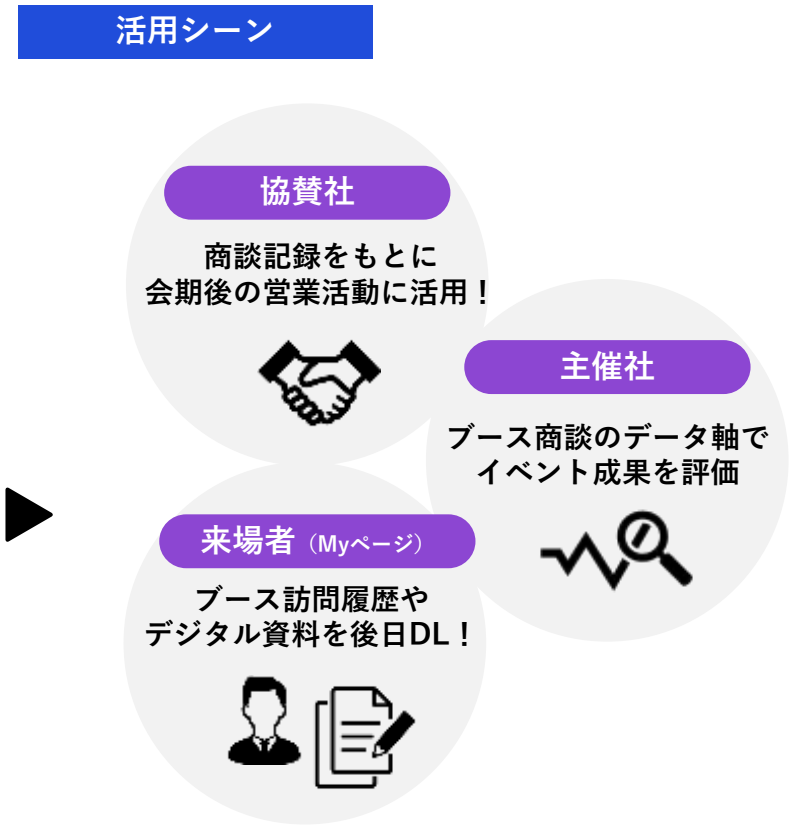 活用シーン
協賛社
商談記録をもとに
会期後の営業活動に活用！
主催社
ブース商談のデータ軸で
イベント成果を評価
来場者（Myページ）
ブース訪問履歴や
デジタル資料を後日DL！